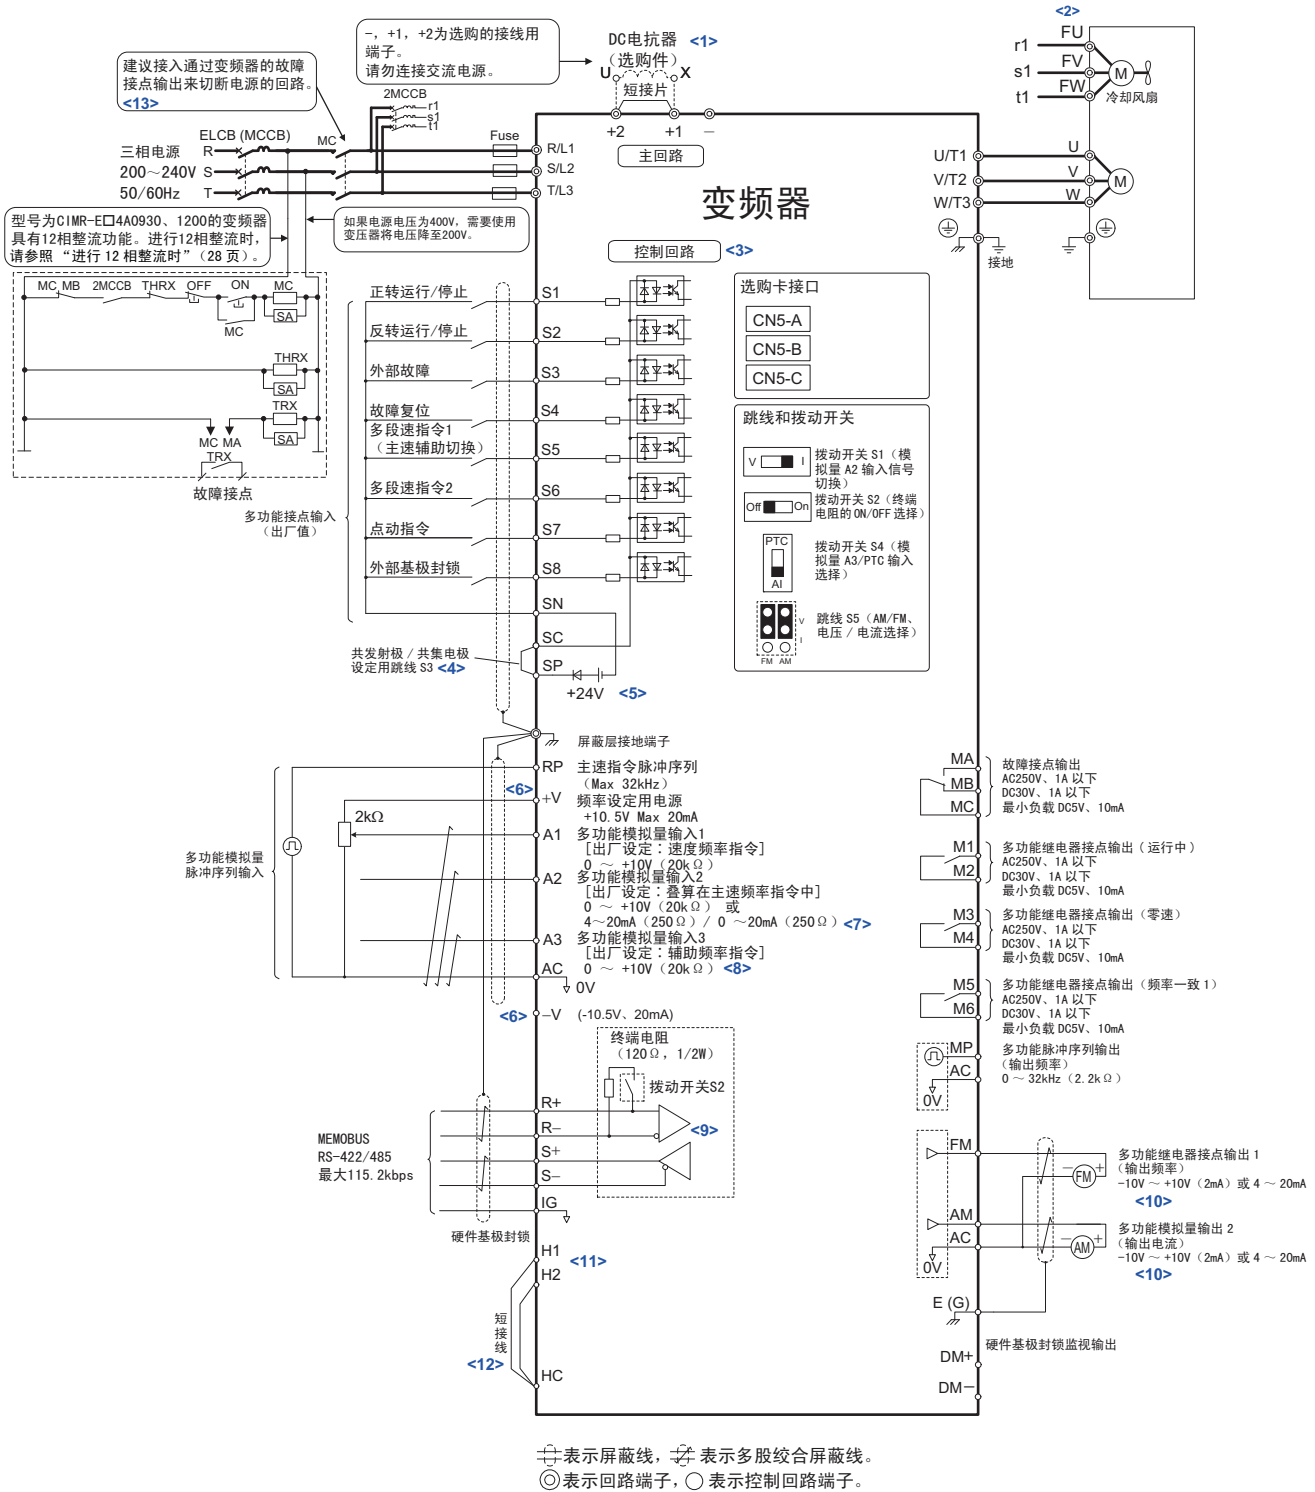 <2>
-, +1, +2为选购的接线用
端子。
请勿连接交流电源。
DC电抗器 <1>
(选购件)
U X
短接片
+2 +1 −
主回路
建议接入通过变频器的故障
接点输出来切断电源的回路。
<13>
2MCCB
r1
s1
t1
ELCB (MCCB)
MC
Fuse
三相电源 R
200～240V S
50/60Hz T
R/L1
S/L2
T/L3
变频器
r1 FU
s1 FV
t1 FW
M
冷却风扇
U/T1 U
V/T2 V
W/T3 W
M
接地
型号为CIMR-E□4A0930、1200的变频器
具有12相整流功能。进行12相整流时，
请参照 “进行 12 相整流时”（28 页）。
如果电源电压为400V，需要使用
变压器将电压降至200V。
控制回路 <3>
MC MB 2MCCB THRX OFF ON MC
SA
MC
THRX
SA
TRX
SA
MC MA
TRX
故障接点
多功能接点输入
（出厂值）
正转运行/停止 S1
反转运行/停止 S2
外部故障 S3
故障复位 S4
多段速指令1
（主速辅助切换） S5
多段速指令2 S6
点动指令 S7
外部基极封锁 S8
SN
SC
SP
+24V <5>
共发射极 / 共集电极
设定用跳线 S3 <4>
选购卡接口
CN5-A
CN5-B
CN5-C
跳线和拨动开关
V I
拨动开关 S1（模
拟量 A2 输入信号
切换）
Off On
拨动开关 S2（终端
电阻的 ON/OFF 选择）
PTC
AI
拨动开关 S4（模
拟量 A3/PTC 输入
选择）
V
I
FM AM
跳线 S5（AM/FM、
电压 / 电流选择）
屏蔽层接地端子
RP 主速指令脉冲序列
（Max 32kHz）
<6>
+V 频率设定用电源
+10.5V Max 20mA
2kΩ
A1 多功能模拟量输入1
[出厂设定：速度频率指令]
0 ～ +10V（20kΩ）
A2 多功能模拟量输入2
[出厂设定：叠算在主速频率指令中]
0 ～ +10V（20kΩ） 或
4～20mA（250Ω）/ 0 ～20mA（250Ω）<7>
A3 多功能模拟量输入3
[出厂设定：辅助频率指令]
0 ～ +10V（20kΩ）<8>
AC
0V
多功能模拟量
脉冲序列输入
<6> −V (-10.5V、20mA)
终端电阻
（120Ω，1/2W）
拨动开关S2
R+
R−
S+
S−
IG
<9>
MEMOBUS
RS-422/485
最大115.2kbps
硬件基极封锁
H1
<11>
H2
短
接
线
<12>
HC
MA
MB
MC
故障接点输出
AC250V、1A 以下
DC30V、1A 以下
最小负载 DC5V、10mA
M1
M2
多功能继电器接点输出（运行中）
AC250V、1A 以下
DC30V、1A 以下
最小负载 DC5V、10mA
M3
M4
多功能继电器接点输出（零速）
AC250V、1A 以下
DC30V、1A 以下
最小负载 DC5V、10mA
M5
M6
多功能继电器接点输出（频率一致 1）
AC250V、1A 以下
DC30V、1A 以下
最小负载 DC5V、10mA
MP
AC
0V
多功能脉冲序列输出
（输出频率）
0 ～ 32kHz（2.2kΩ）
FM
− FM +
多功能继电器接点输出 1
（输出频率）
-10V ～ +10V（2mA）或 4 ～ 20mA
<10>
AM
AC
0V
− AM +
多功能模拟量输出 2
（输出电流）
-10V ～ +10V（2mA）或 4 ～ 20mA
<10>
E (G)
硬件基极封锁监视输出
DM+
DM−
表示屏蔽线， 表示多股绞合屏蔽线。
表示回路端子， 表示控制回路端子。